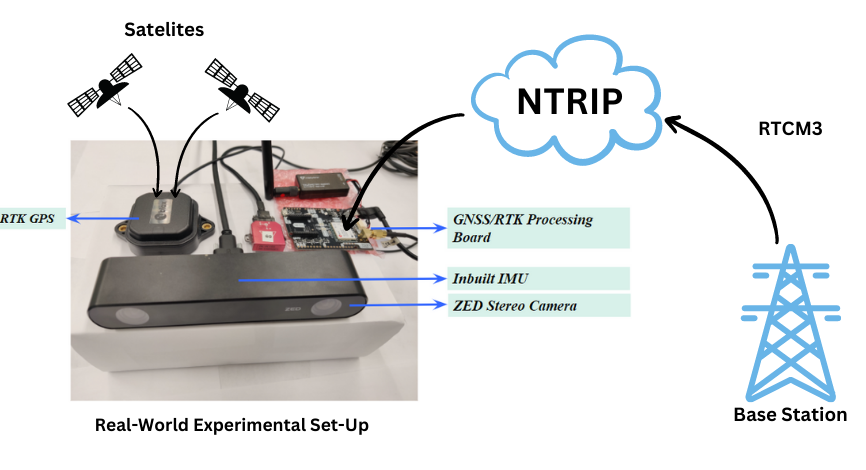 Satelites
NTRIP
RTCM3
RTK GPS
GNSS/RTK Processing
Board
Inbuilt IMU
ZED Stereo Camera
ZED
Base Station
Real-World Experimental Set-Up